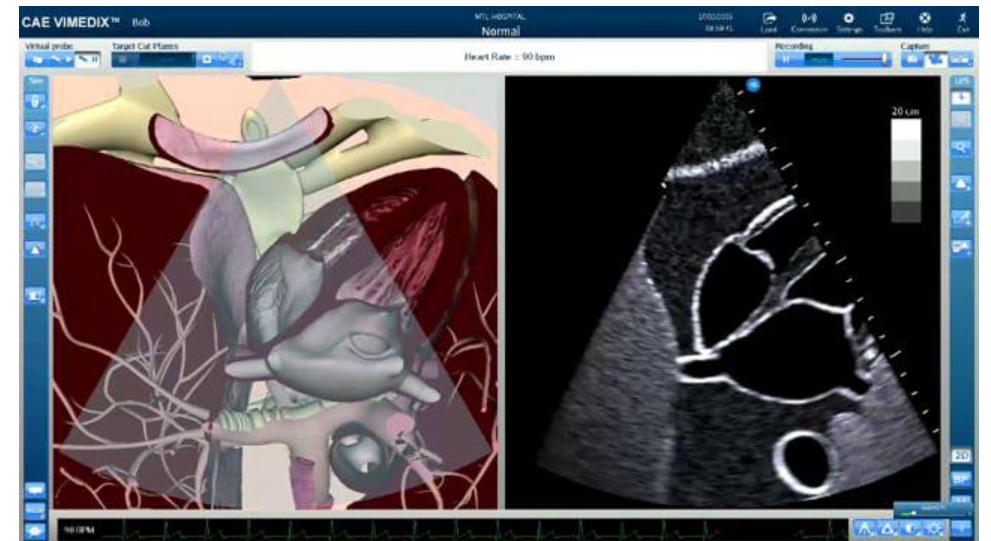 CAE VIMEDIX™ Bob
MTL HOSPITAL
Normal
Load Connection Settings Toolbars Help Exit
Virtual probe
Target Cut Planes
Heart Rate = 90 bpm
Recording
Capture
20 cm
2D
90 BPM